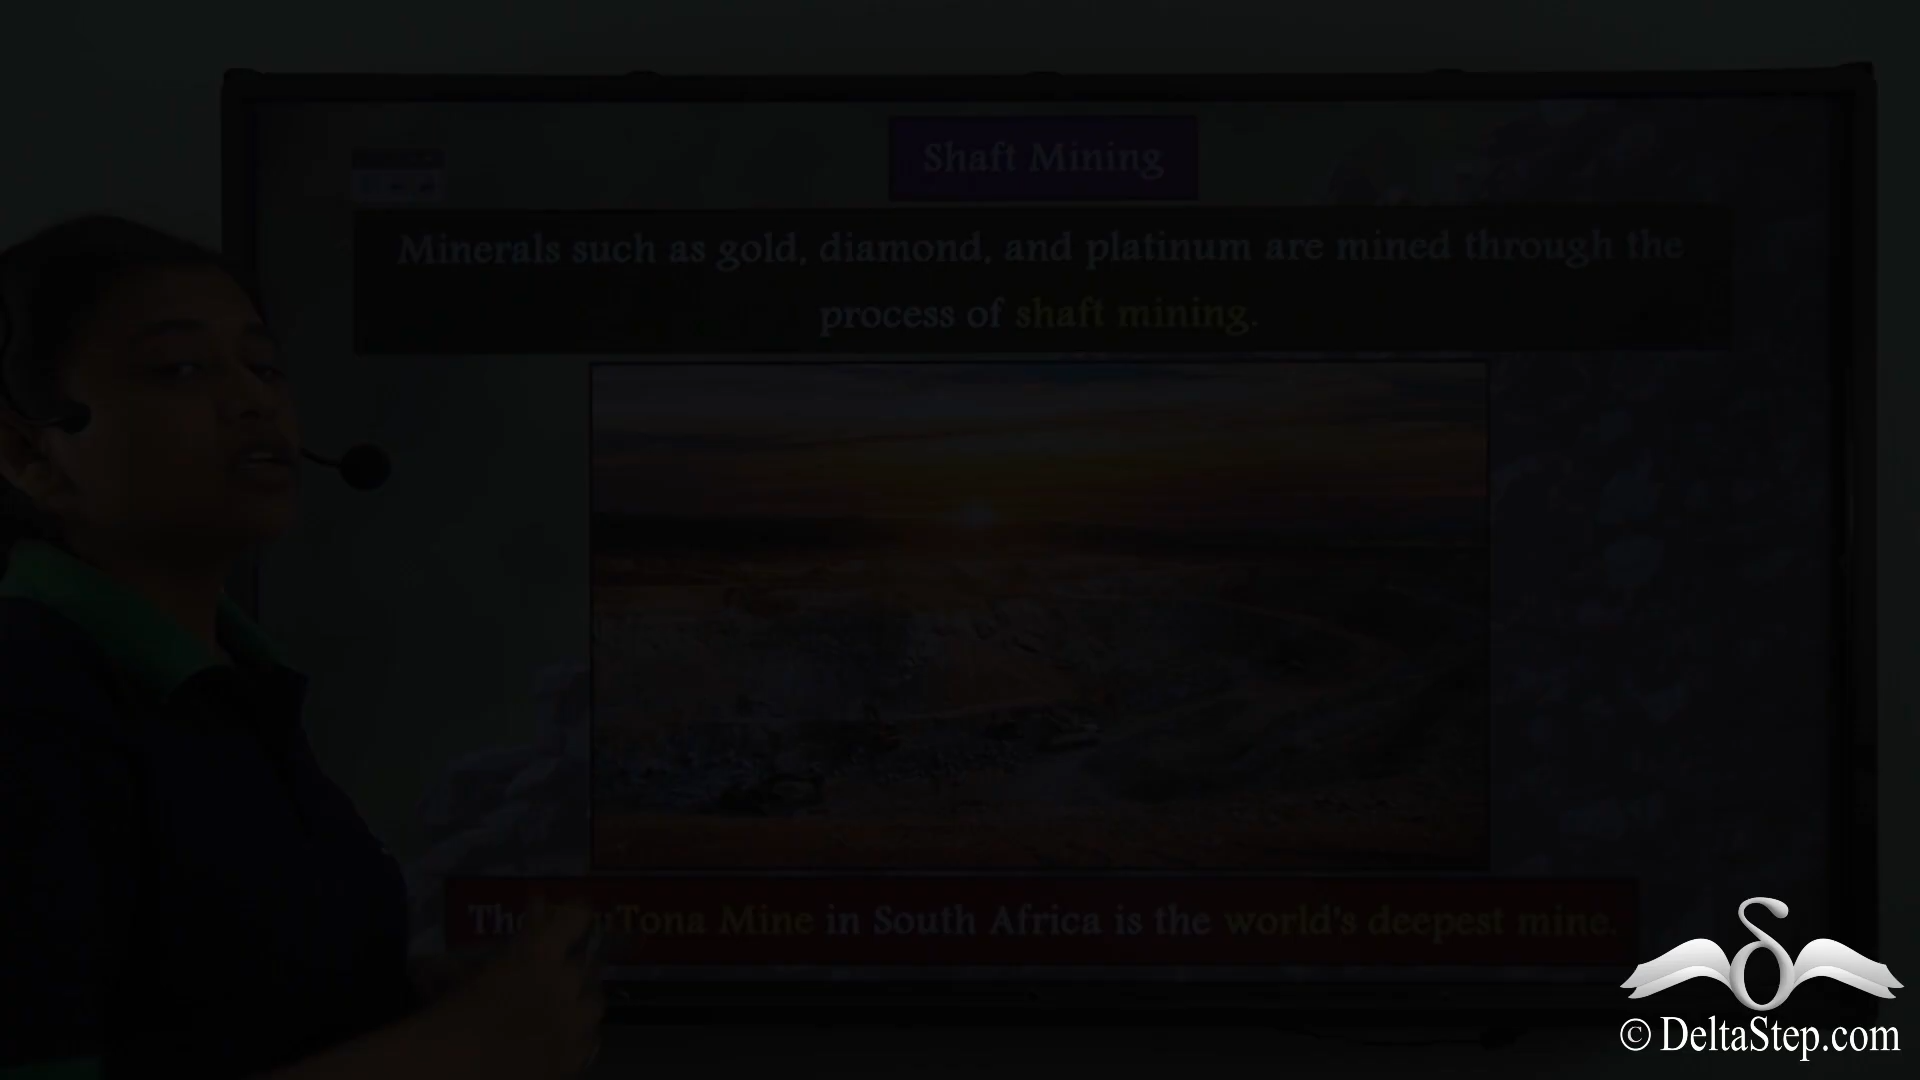 Shaft Mining
Minerals such as gold, diamond, and platinum are mined through the
process of shaft mining.
The Tona Mine in South Africa is the world's deepest mine.
© DeltaStep.com